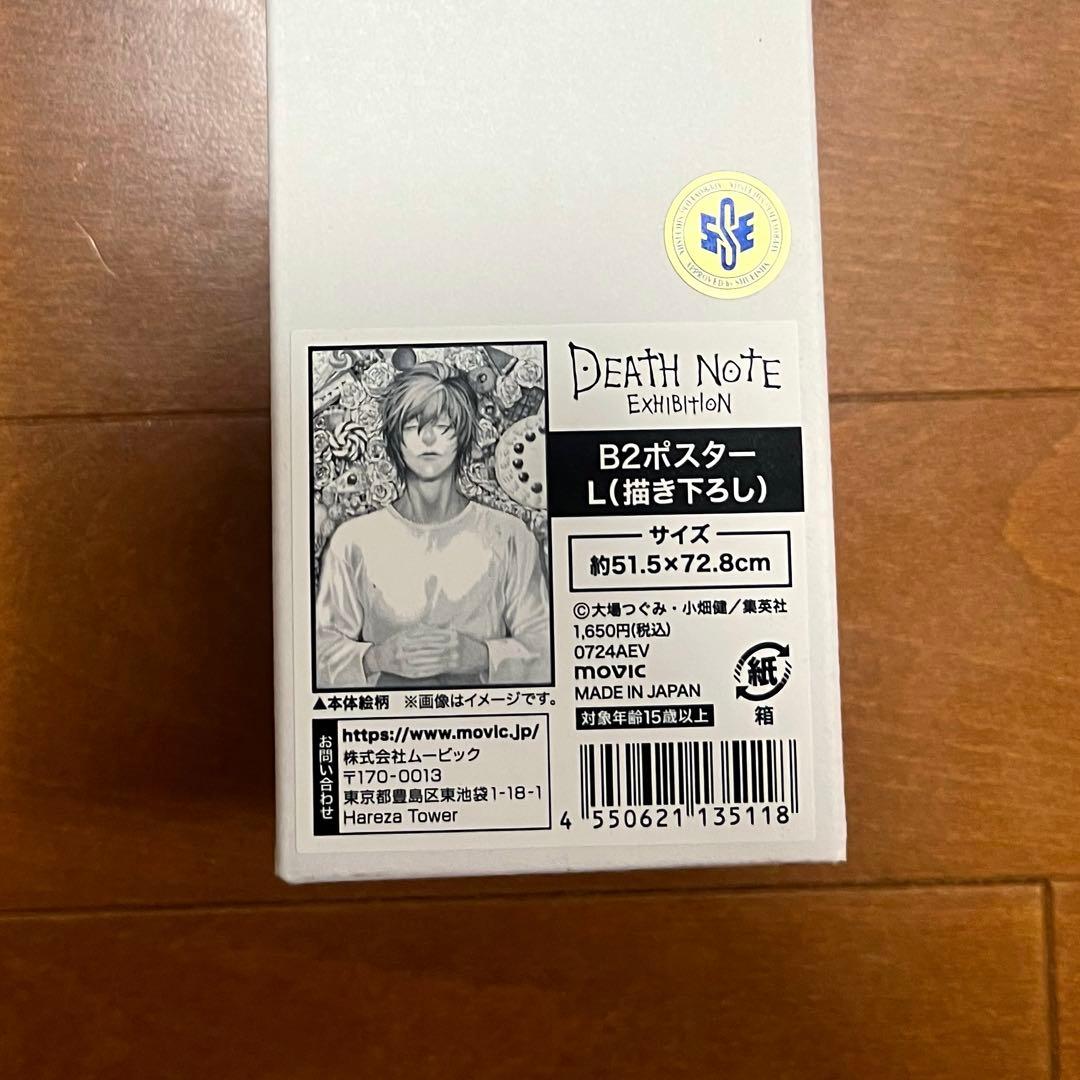 SSE
APPROVED by SHUEISHA
DEATH NOTE
EXHIBITION
B2ポスター
L(描き下ろし)
サイズ
約51.5×72.8cm
©大場つぐみ・小畑健/集英社
1,650円(税込)
0724AEV
movic
MADE IN JAPAN
対象年齢15歳以上
紙
箱
▲本体絵柄 ※画像はイメージです。
お問い合わせ
https://www.movic.jp/
株式会社ムービック
〒170-0013
東京都豊島区東池袋1-18-1
Hareza Tower
4 550621 135118